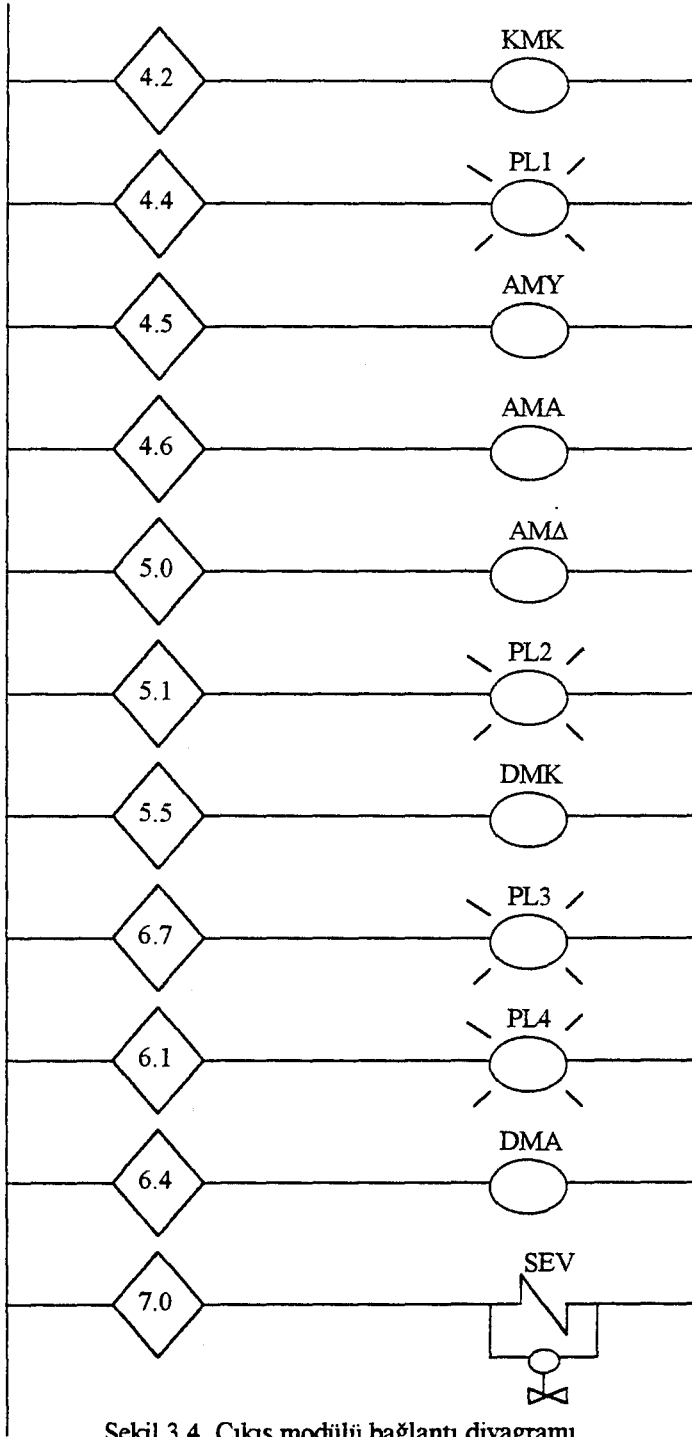 KMK
4.2
PL1
4.4
AMY
4.5
AMA
4.6
AMΔ
5.0
PL2
5.1
DMK
5.5
PL3
6.7
PL4
6.1
DMA
6.4
SEV
7.0
Şekil 3.4. Çıkış modülü bağlantı diyagramı